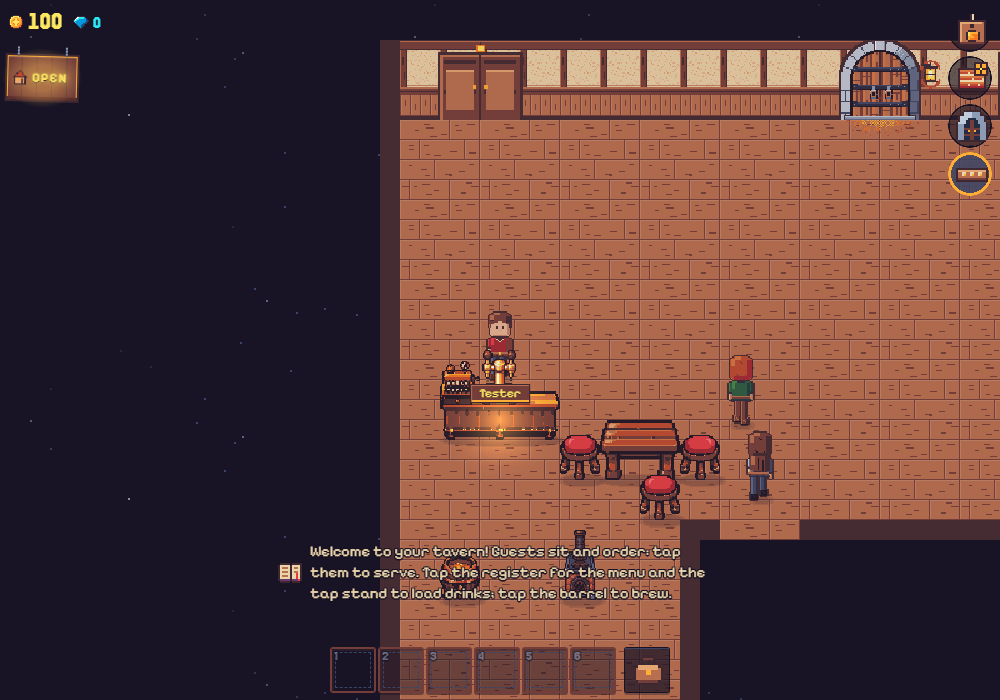 100 0
OPEN
Tester
Welcome to your tavern! Guests sit and order: tap
them to serve. Tap the register for the menu and the
tap stand to load drinks; tap the barrel to brew.
1 2 3 4 5 6